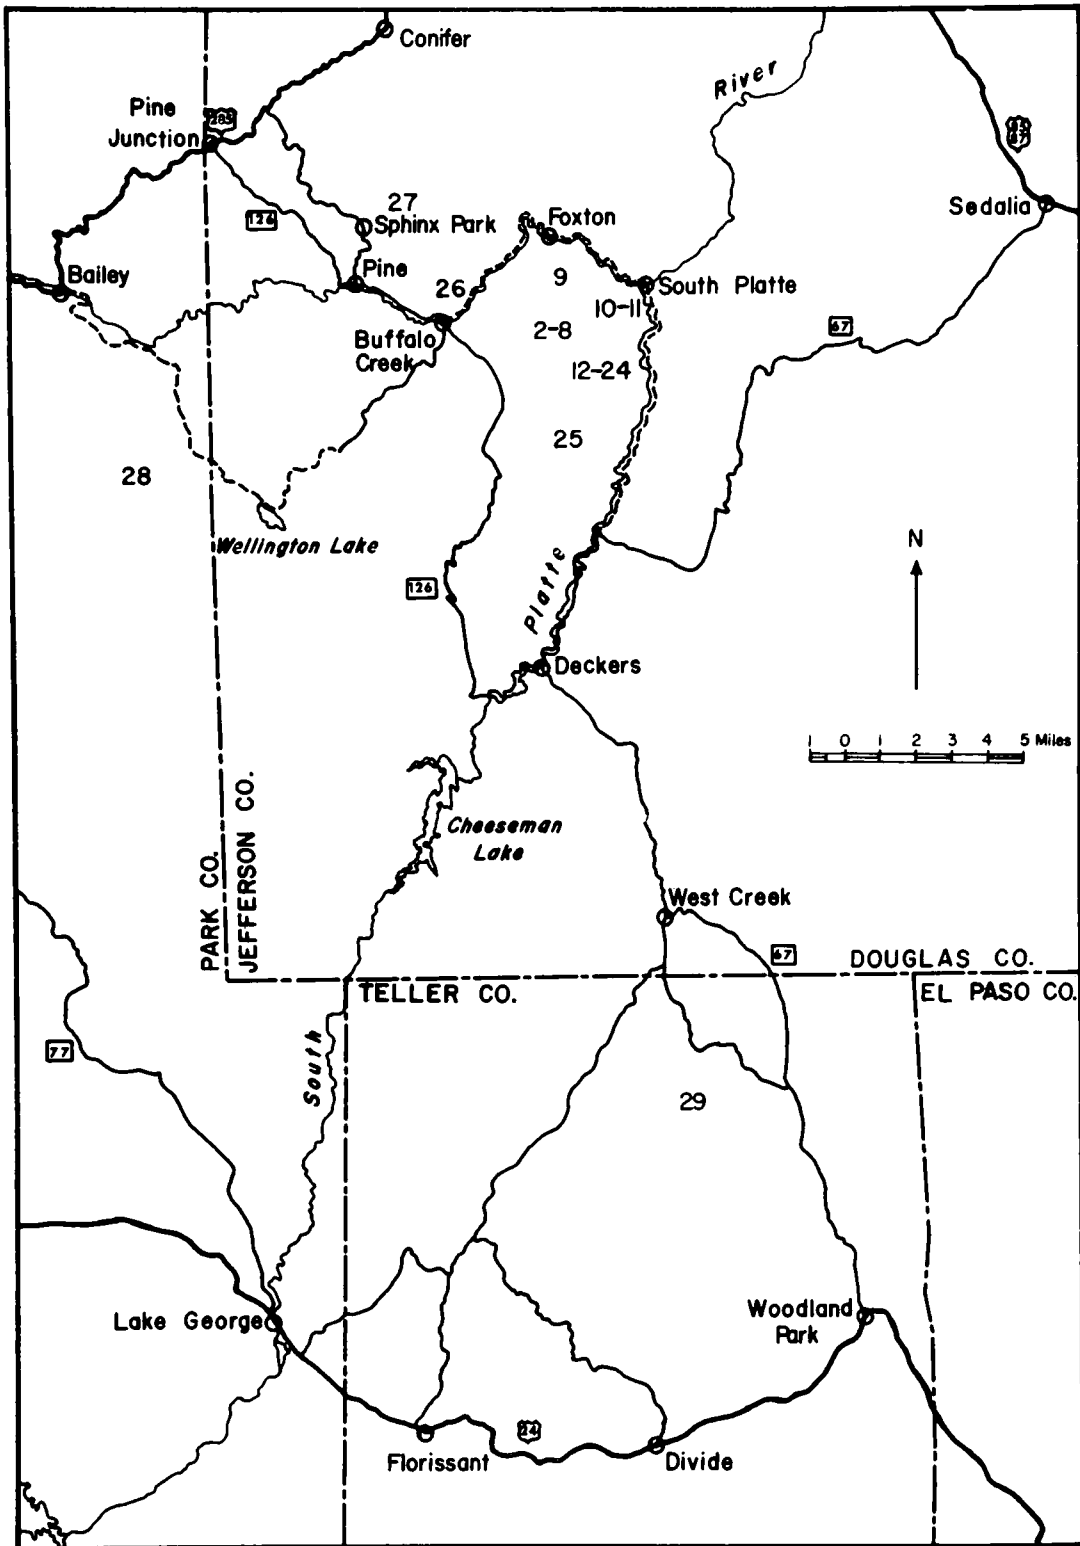 Conifer
River
Pine
Junction
285
85
87
27
Sedalia
126
Sphinx Park
Foxton
Bailey
Pine
26
9
South Platte
10-11
Buffalo
Creek
2-8
67
12-24
25
28
Wellington Lake
N
126
Platte
Deckers
1 0 1 2 3 4 5 Miles
Cheeseman
Lake
PARK CO.
JEFFERSON CO.
West Creek
67
DOUGLAS CO.
TELLER CO.
EL PASO CO.
77
South
29
Lake George
Woodland
Park
24
Florissant
Divide